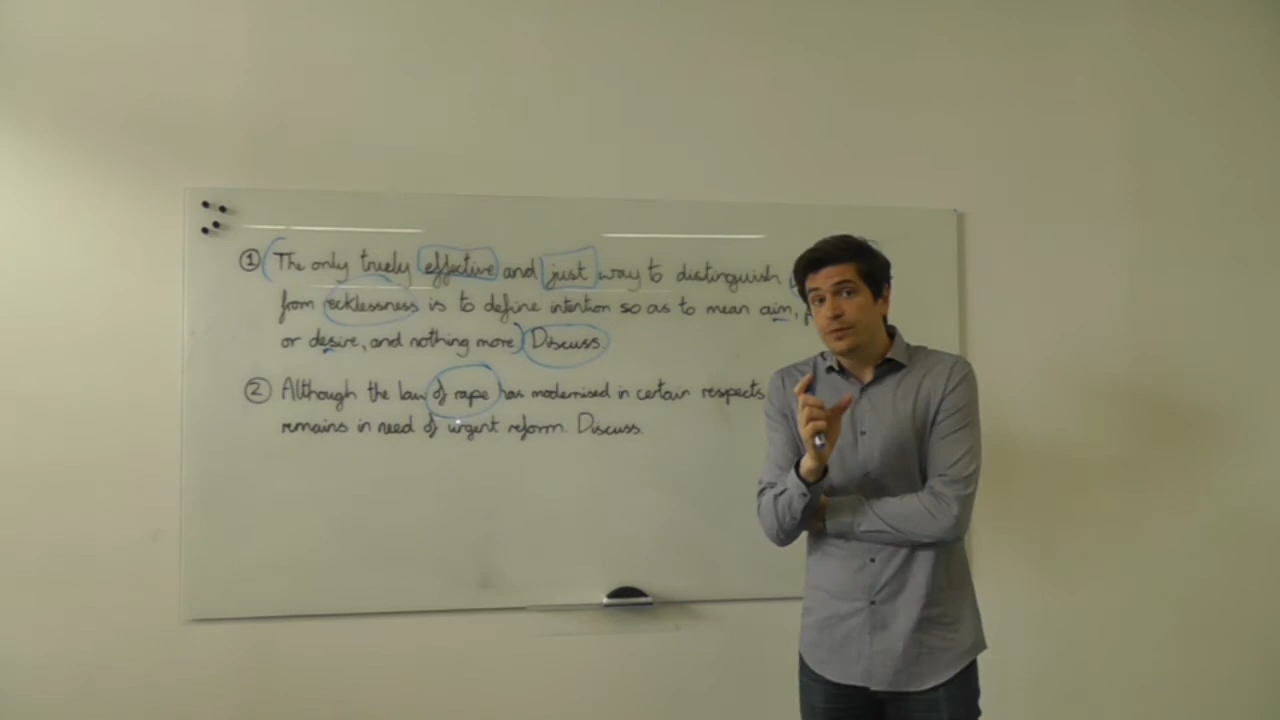 ① The only truely effective and just way to distinguish
from recklessness is to define intention so as to mean aim,
or desire, and nothing more. Discuss
② Although the law of rape has modernised in certain respects
remains in need of urgent reform. Discuss.